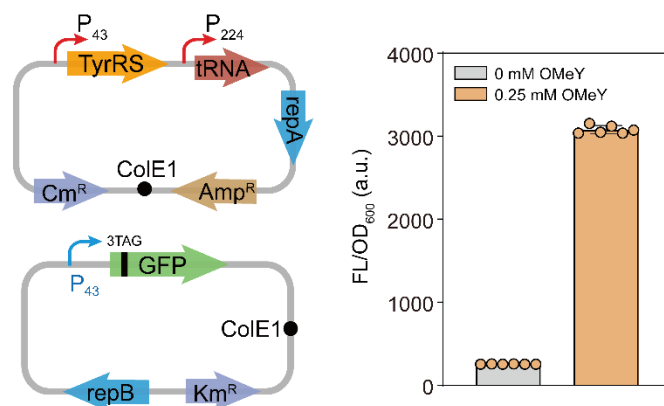 P43
P224
TyrRS
tRNA
repA
ColE1
CmR
AmpR
3TAG
P43
GFP
ColE1
repB
KmR
FL/OD600 (a.u.)
4000
3000
2000
1000
0
0 mM OMeY
0.25 mM OMeY